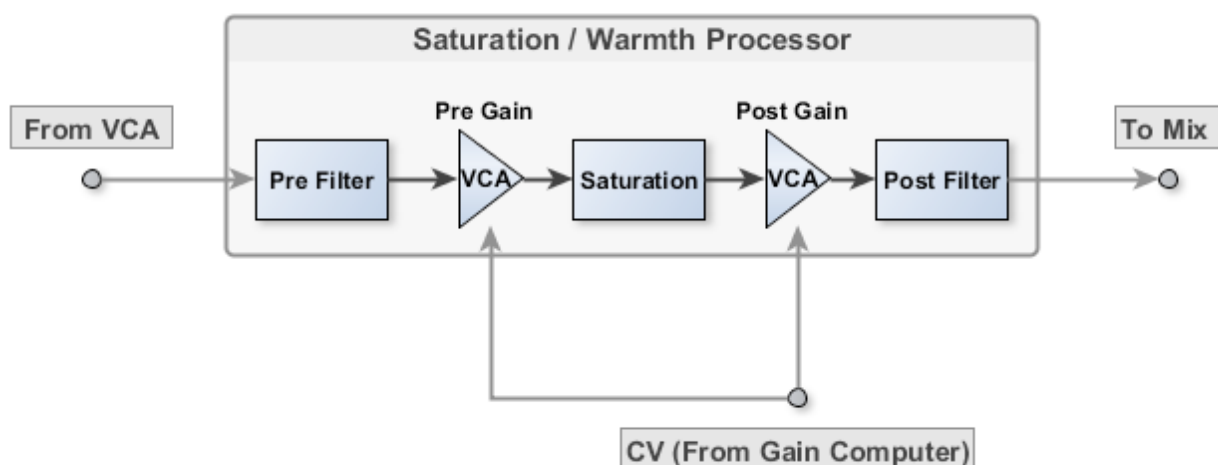 Saturation / Warmth Processor
From VCA
Pre Gain
Post Gain
To Mix
Pre Filter
VCA
Saturation
VCA
Post Filter
CV (From Gain Computer)